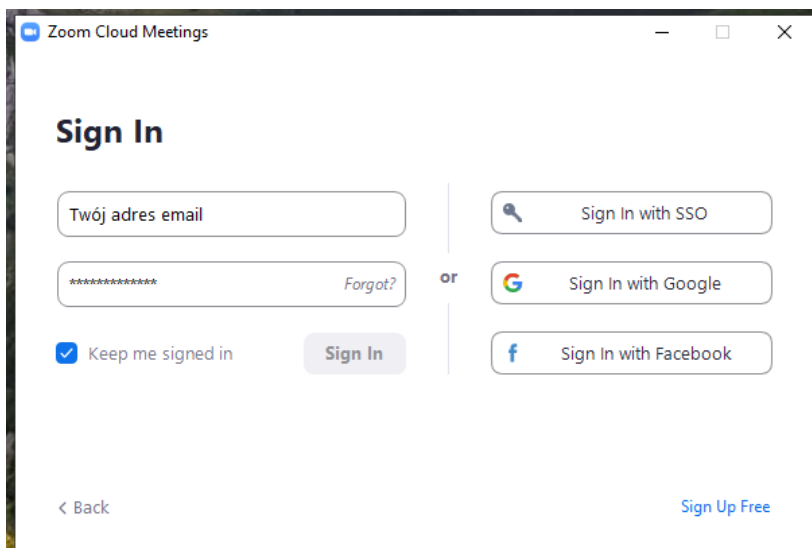 Zoom Cloud Meetings
Sign In
Twój adres email
************* Forgot?
Keep me signed in
Sign In
or
Sign In with SSO
Sign In with Google
Sign In with Facebook
Back
Sign Up Free